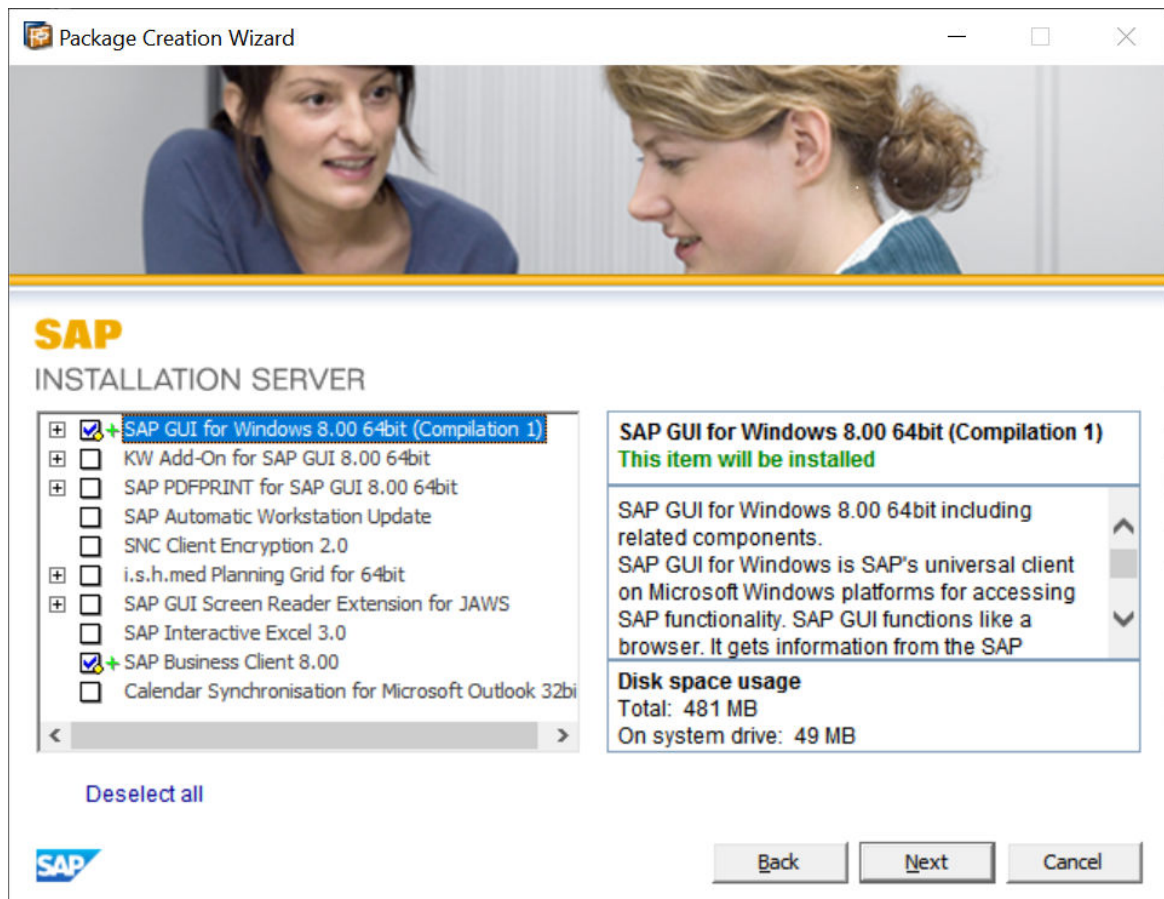 Package Creation Wizard
SAP
INSTALLATION SERVER
SAP GUI for Windows 8.00 64bit (Compilation 1)
KW Add-On for SAP GUI 8.00 64bit
SAP PDFPRINT for SAP GUI 8.00 64bit
SAP Automatic Workstation Update
SNC Client Encryption 2.0
i.s.h.med Planning Grid for 64bit
SAP GUI Screen Reader Extension for JAWS
SAP Interactive Excel 3.0
SAP Business Client 8.00
Calendar Synchronisation for Microsoft Outlook 32bi
SAP GUI for Windows 8.00 64bit (Compilation 1)
This item will be installed
SAP GUI for Windows 8.00 64bit including
related components.
SAP GUI for Windows is SAP's universal client
on Microsoft Windows platforms for accessing
SAP functionality. SAP GUI functions like a
browser. It gets information from the SAP
Disk space usage
Total: 481 MB
On system drive: 49 MB
Deselect all
SAP
Back
Next
Cancel